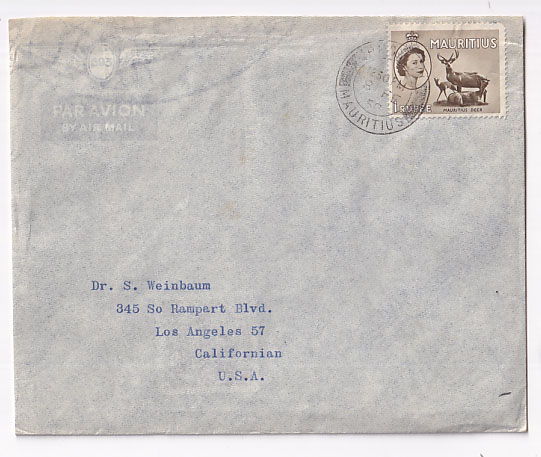 MAURITIUS
1 RUPEE
MAURITIUS DEER
MAURITIUS
PAR AVION
BY AIR MAIL
Dr. S. Weinbaum
345 So Rampart Blvd.
Los Angeles 57
Californian
U.S.A.